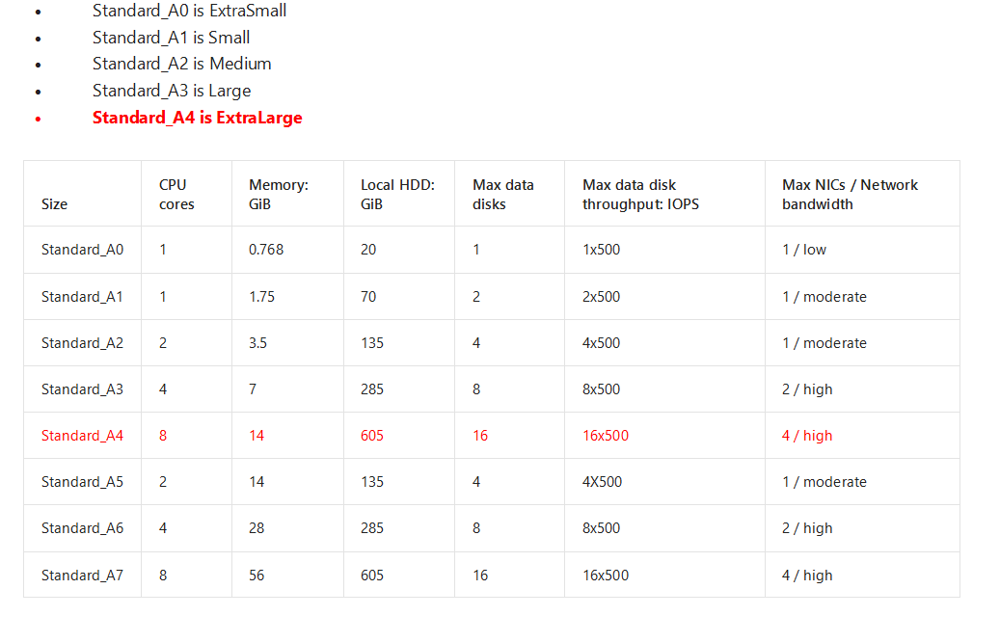 • Standard_A0 is ExtraSmall
• Standard_A1 is Small
• Standard_A2 is Medium
• Standard_A3 is Large
• Standard_A4 is ExtraLarge
Size CPU cores Memory: GiB Local HDD: GiB Max data disks Max data disk throughput: IOPS Max NICs / Network bandwidth
Standard_A0 1 0.768 20 1 1x500 1 / low
Standard_A1 1 1.75 70 2 2x500 1 / moderate
Standard_A2 2 3.5 135 4 4x500 1 / moderate
Standard_A3 4 7 285 8 8x500 2 / high
Standard_A4 8 14 605 16 16x500 4 / high
Standard_A5 2 14 135 4 4X500 1 / moderate
Standard_A6 4 28 285 8 8x500 2 / high
Standard_A7 8 56 605 16 16x500 4 / high